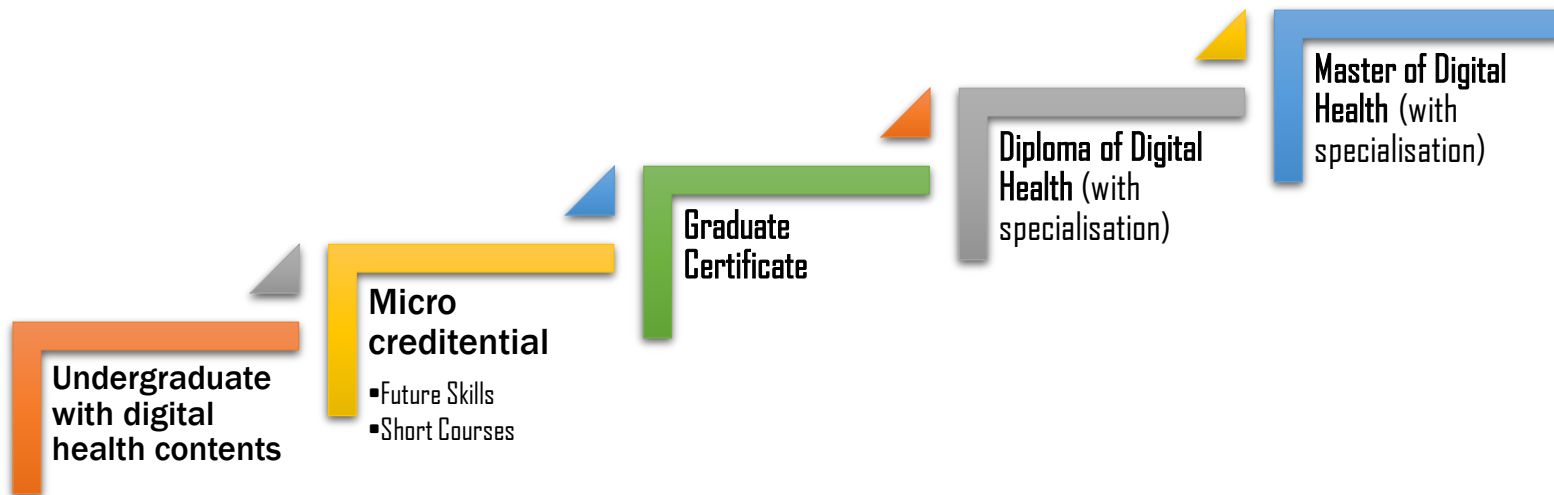 Undergraduate
with digital
health contents
Micro
creditential
▪Future Skills
▪Short Courses
Graduate
Certificate
Diploma of Digital
Health (with
specialisation)
Master of Digital
Health (with
specialisation)